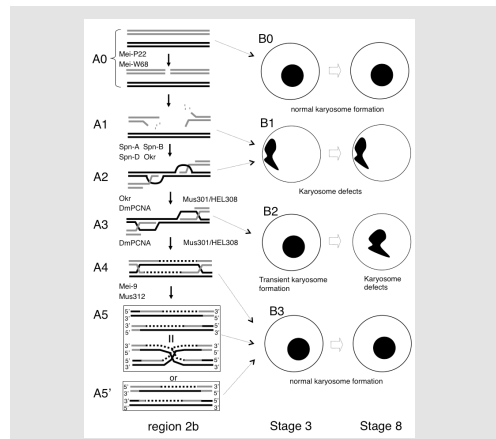 A0
Mei-P22
Mei-W68
B0
normal karyosome formation
A1
Spn-A Spn-B
Spn-D Okr
B1
A2
Karyosome defects
Okr
DmPCNA
Mus301/HEL308
A3
DmPCNA
Mus301/HEL308
B2
Transient karyosome
formation
Karyosome
defects
A4
Mei-9
Mus312
B3
A5
5' 3'
3' 5'
5' 3'
3' 5'
=
5' 3'
3' 5'
5' 3'
3' 5'
normal karyosome formation
or
A5'
5' 3'
3' 5'
3' 5'
5' 3'
region 2b
Stage 3
Stage 8